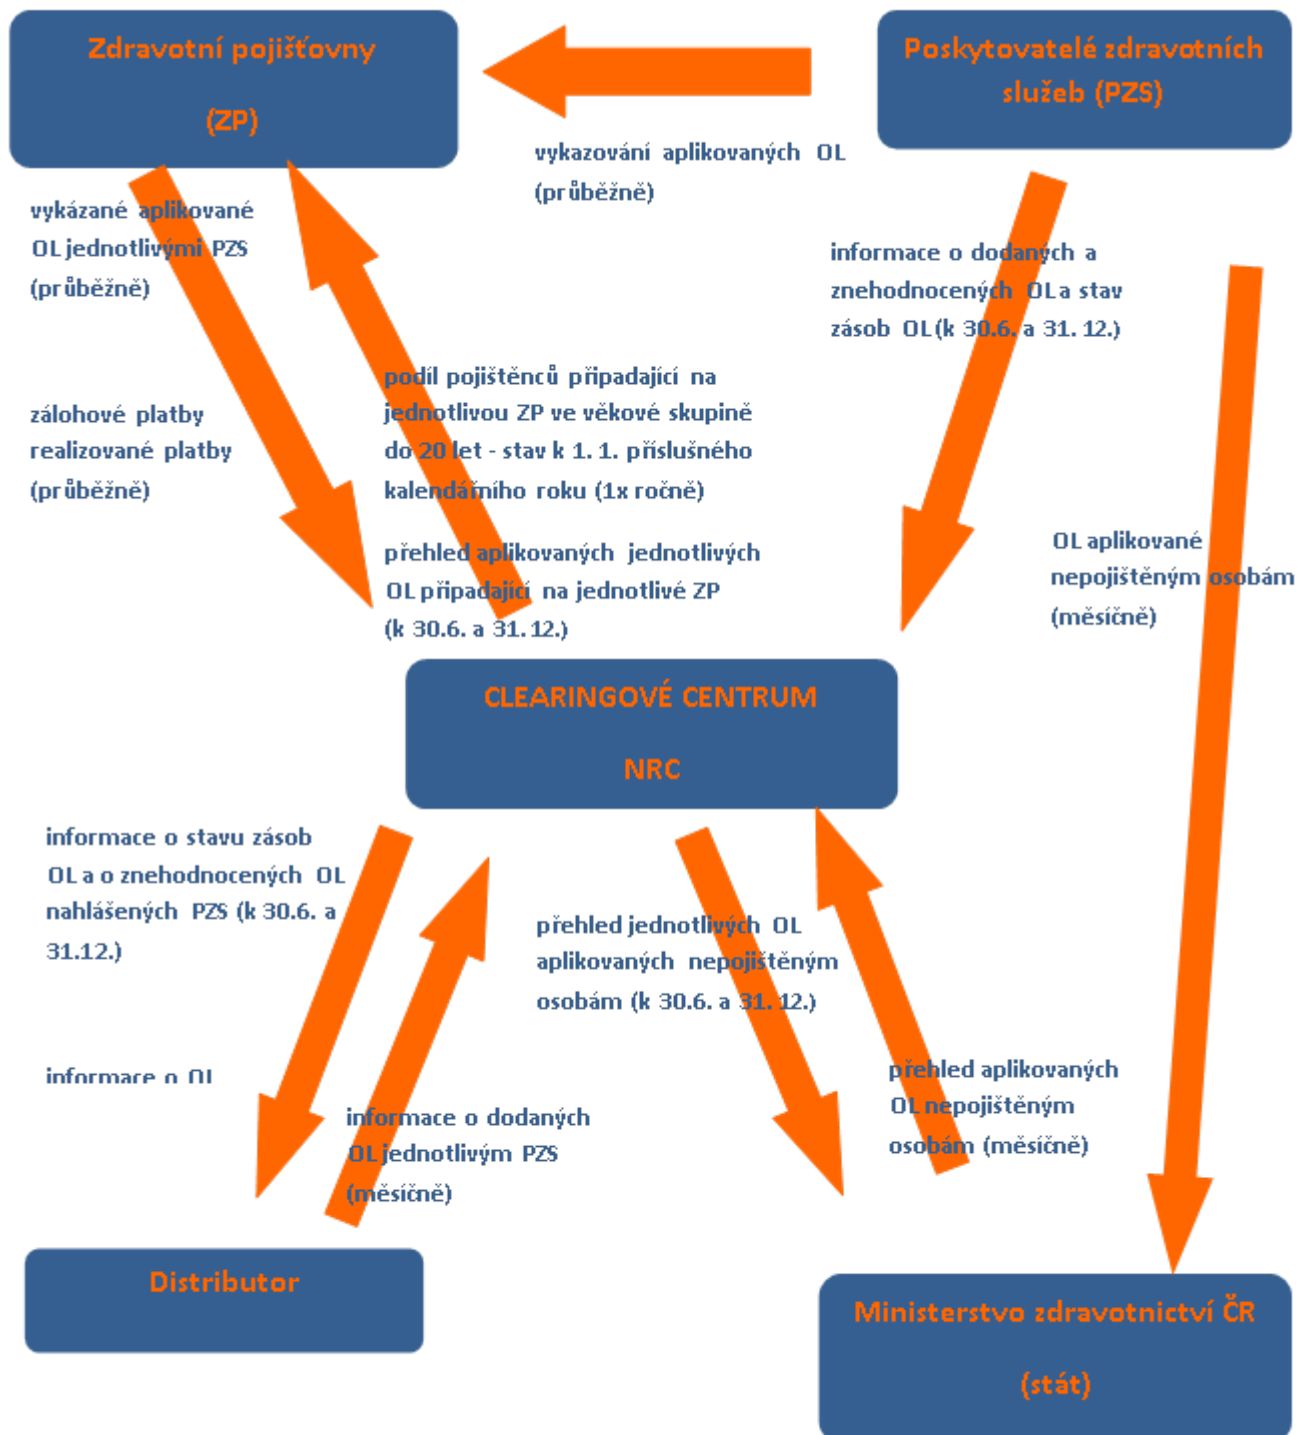 Zdravotní pojišťovny
(ZP)
Poskytovatelé zdravotních
služeb (PZS)
vykazování aplikovaných OL
(průběžně)
vykázané aplikované
OL jednotlivými PZS
(průběžně)
zálohové platby
realizované platby
(průběžně)
podíl pojištěnců připadající na
jednotlivou ZP ve věkové skupině
do 20 let - stav k 1. 1. příslušného
kalendářního roku (1x ročně)
přehled aplikovaných jednotlivých
OL připadající na jednotlivé ZP
(k 30.6. a 31. 12.)
informace o dodaných a
znehodnocených OL a stav
zásob OL (k 30.6. a 31. 12.)
OL aplikované
nepojištěným osobám
(měsíčně)
CLEARINGOVÉ CENTRUM
NRC
informace o stavu zásob
OL a o znehodnocených OL
nahlášených PZS (k 30.6. a
31.12.)
informace o OL
informace o dodaných
OL jednotlivým PZS
(měsíčně)
přehled jednotlivých OL
aplikovaných nepojištěným
osobám (k 30.6. a 31. 12.)
přehled aplikovaných
OL nepojištěným
osobám (měsíčně)
Distributor
Ministerstvo zdravotnictví ČR
(stát)